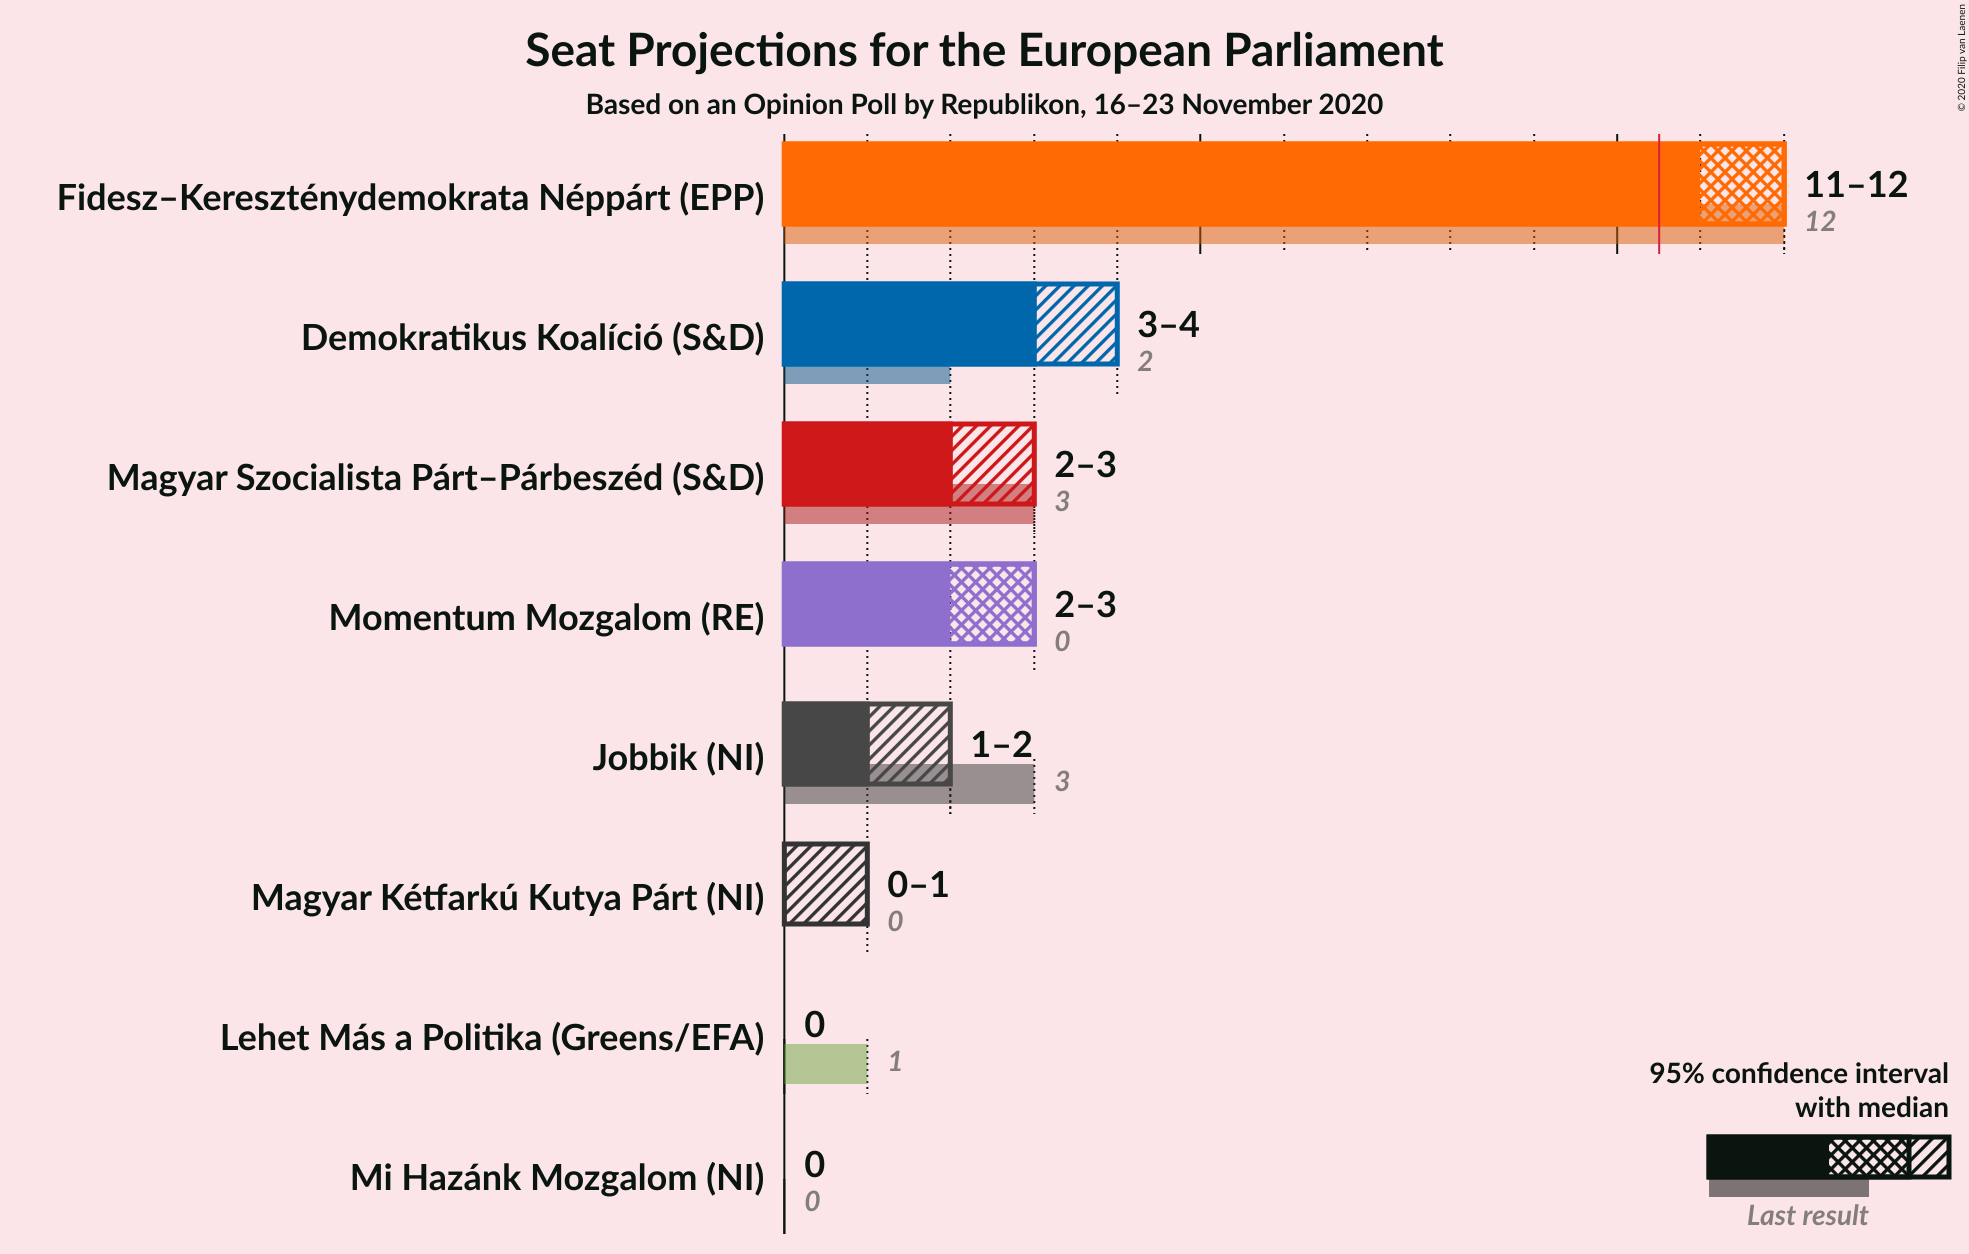 Seat Projections for the European Parliament
Based on an Opinion Poll by Republikon, 16–23 November 2020
© 2020 Filip van Laenen
Fidesz–Kereszténydemokrata Néppárt (EPP)
11–12
12
Demokratikus Koalíció (S&D)
3–4
2
Magyar Szocialista Párt–Párbeszéd (S&D)
2–3
3
Momentum Mozgalom (RE)
2–3
0
Jobbik (NI)
1–2
3
Magyar Kétfarkú Kutya Párt (NI)
0–1
0
Lehet Más a Politika (Greens/EFA)
0
1
Mi Hazánk Mozgalom (NI)
0
0
95% confidence interval
with median
Last result